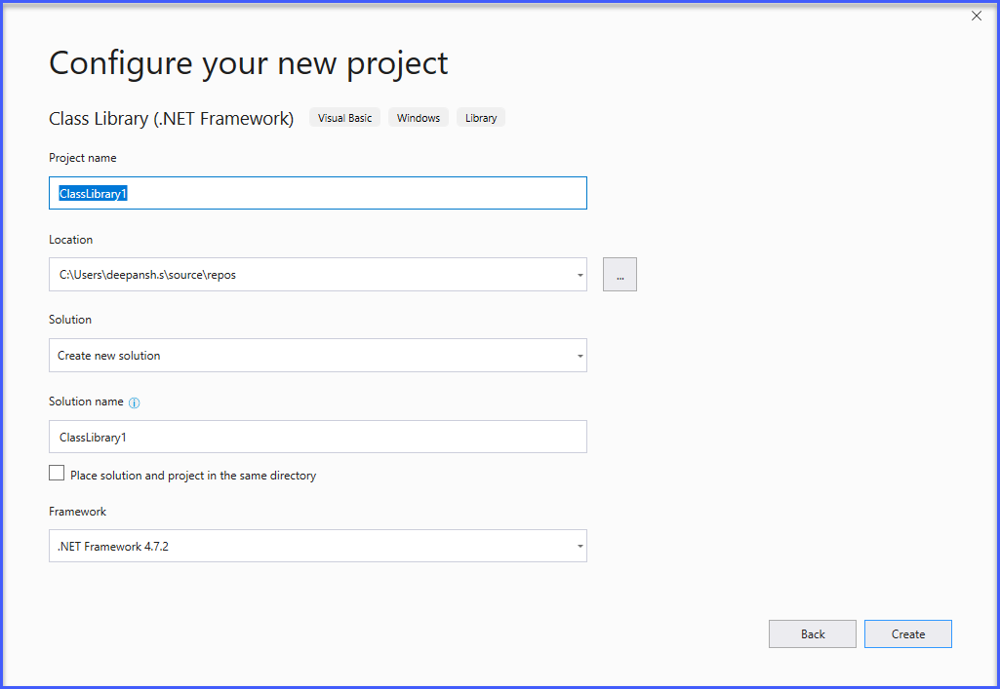 Configure your new project
Class Library (.NET Framework) Visual Basic Windows Library
Project name
ClassLibrary1
Location
C:\Users\deepansh.s\source\repos
...
Solution
Create new solution
Solution name
ClassLibrary1
Place solution and project in the same directory
Framework
.NET Framework 4.7.2
Back Create